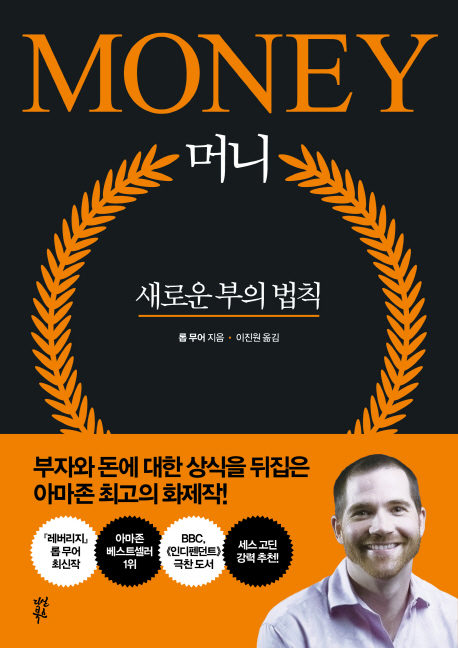 MONEY
머니
새로운 부의 법칙
롭 무어 지음 • 이진원 옮김
부자와 돈에 대한 상식을 뒤집은
아마존 최고의 화제작!
『레버리지』
롭 무어
최신작
아마존
베스트셀러
1위
BBC,
《인디펜던트》
극찬 도서
세스 고딘
강력 추천!
다산
북스